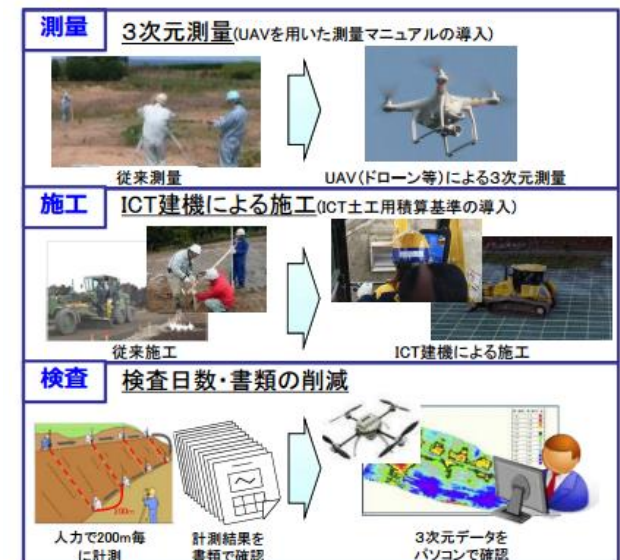 測量
3次元測量(UAVを用いた測量マニュアルの導入)
従来測量
UAV(ドローン等)による3次元測量
施工
ICT建機による施工(ICT土工用積算基準の導入)
従来施工
ICT建機による施工
検査
検査日数・書類の削減
200m
人力で200m毎
に計測
計測結果を
書類で確認
3次元データを
パソコンで確認